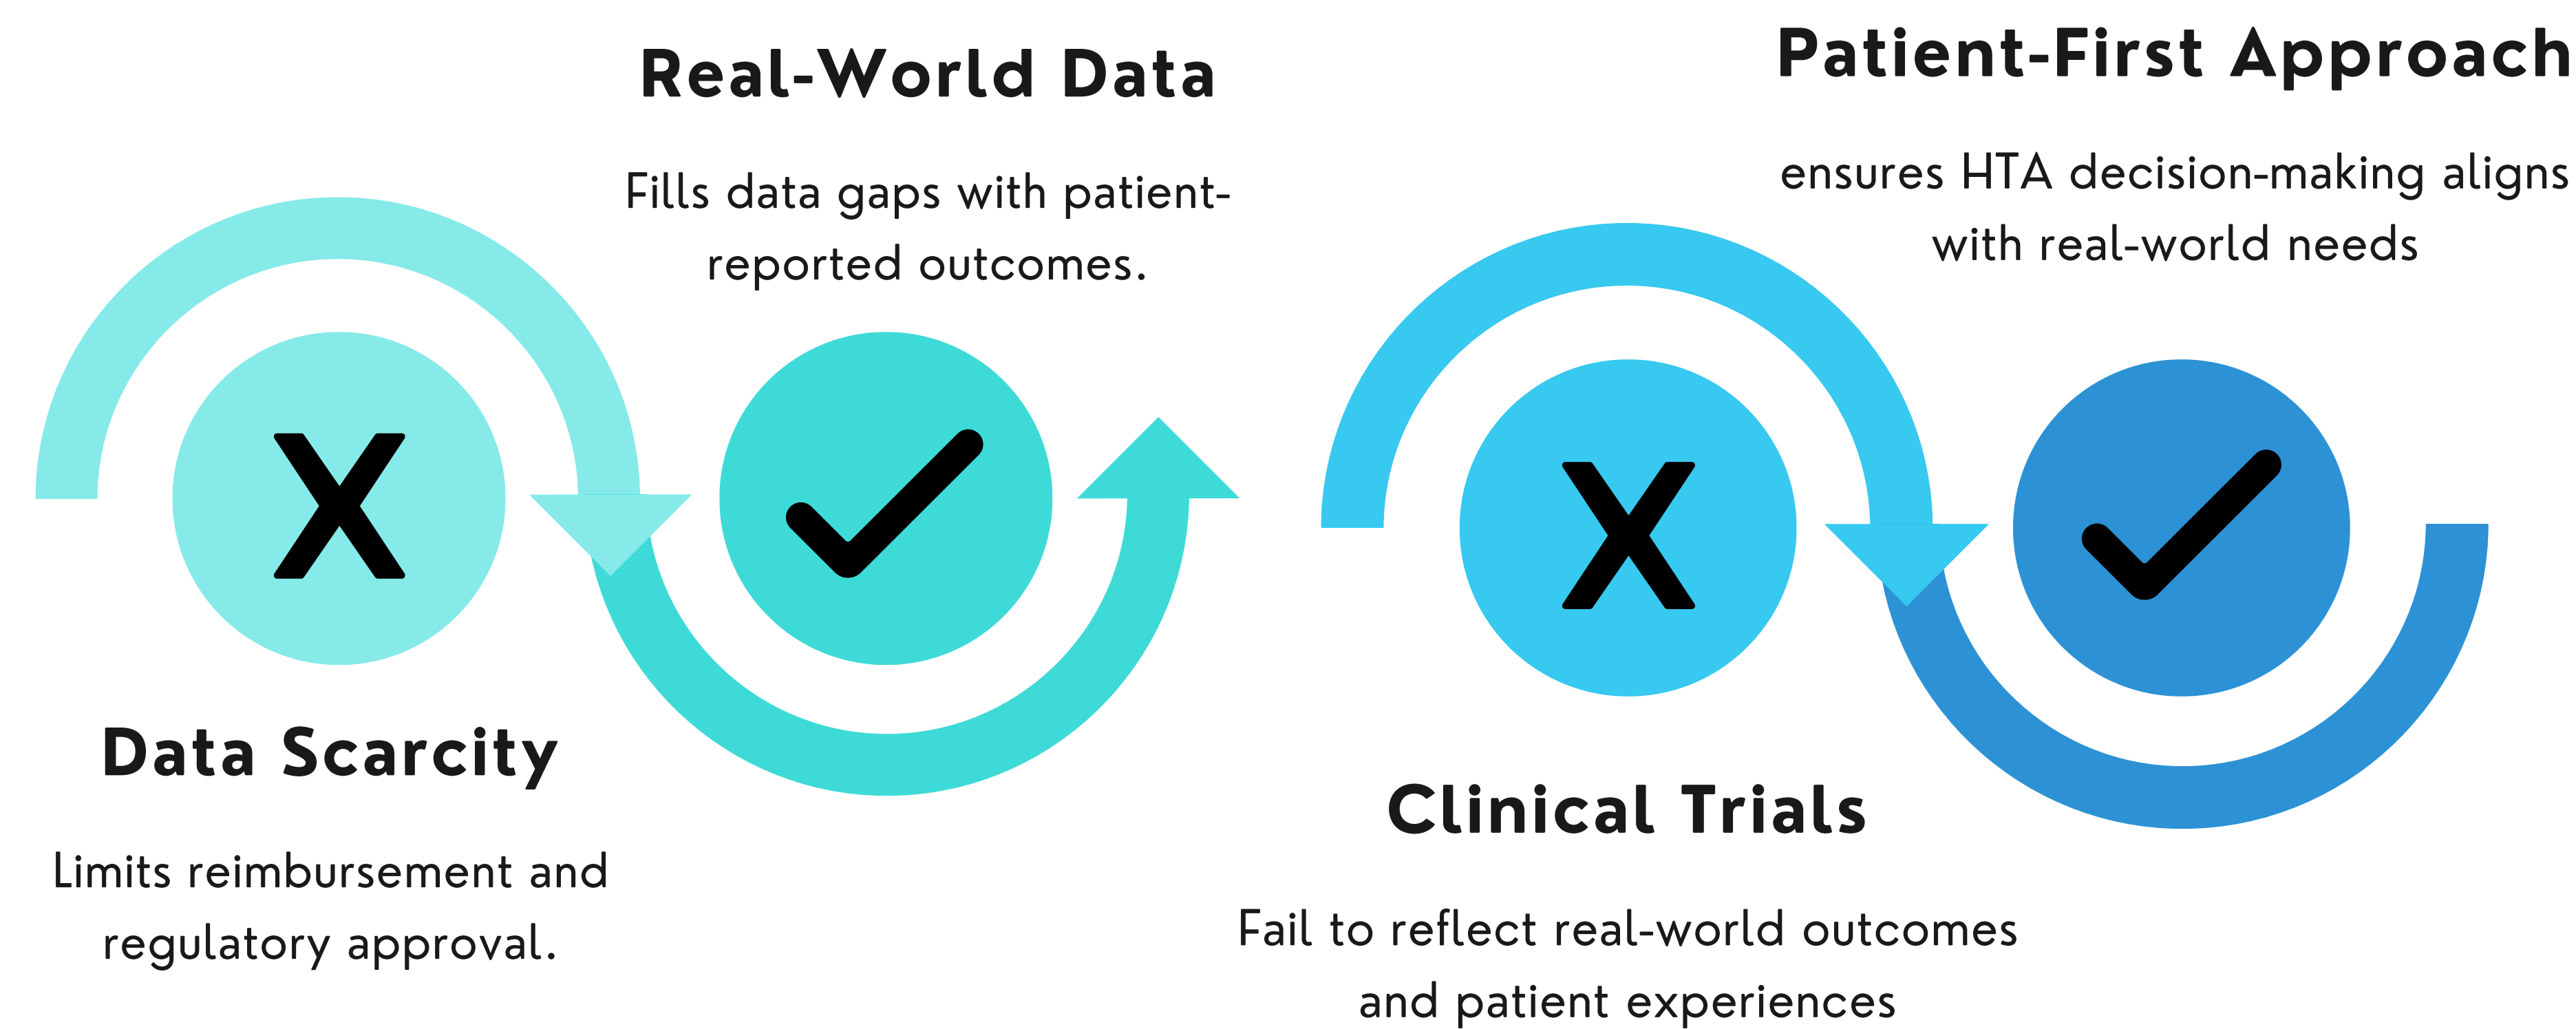 Real-World Data
Fills data gaps with patient-
reported outcomes.
Patient-First Approach
ensures HTA decision-making aligns
with real-world needs
X
X
Data Scarcity
Limits reimbursement and
regulatory approval.
Clinical Trials
Fail to reflect real-world outcomes
and patient experiences